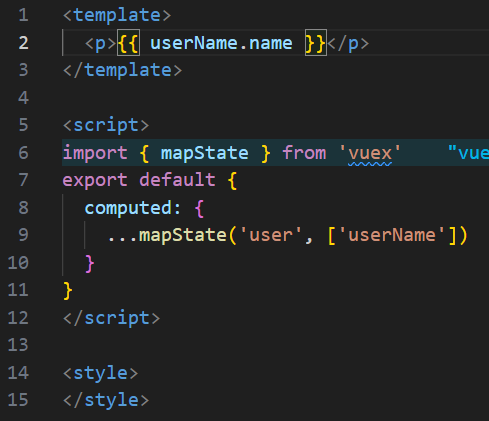 1 <template>
2   <p>{{ userName.name }}</p>
3 </template>
4
5 <script>
6 import { mapState } from 'vuex'    "vue
7 export default {
8   computed: {
9     ...mapState('user', ['userName'])
10   }
11 }
12 </script>
13
14 <style>
15 </style>